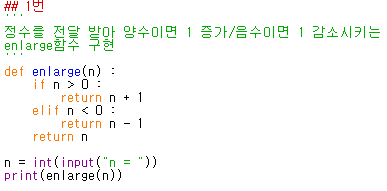 ## 1번
'''
정수를 전달 받아 양수이면 1 증가/음수이면 1 감소시키는
enlarge함수 구현
'''
def enlarge(n) :
    if n > 0 :
        return n + 1
    elif n < 0 :
        return n - 1
    return n

n = int(input("n = "))
print(enlarge(n))